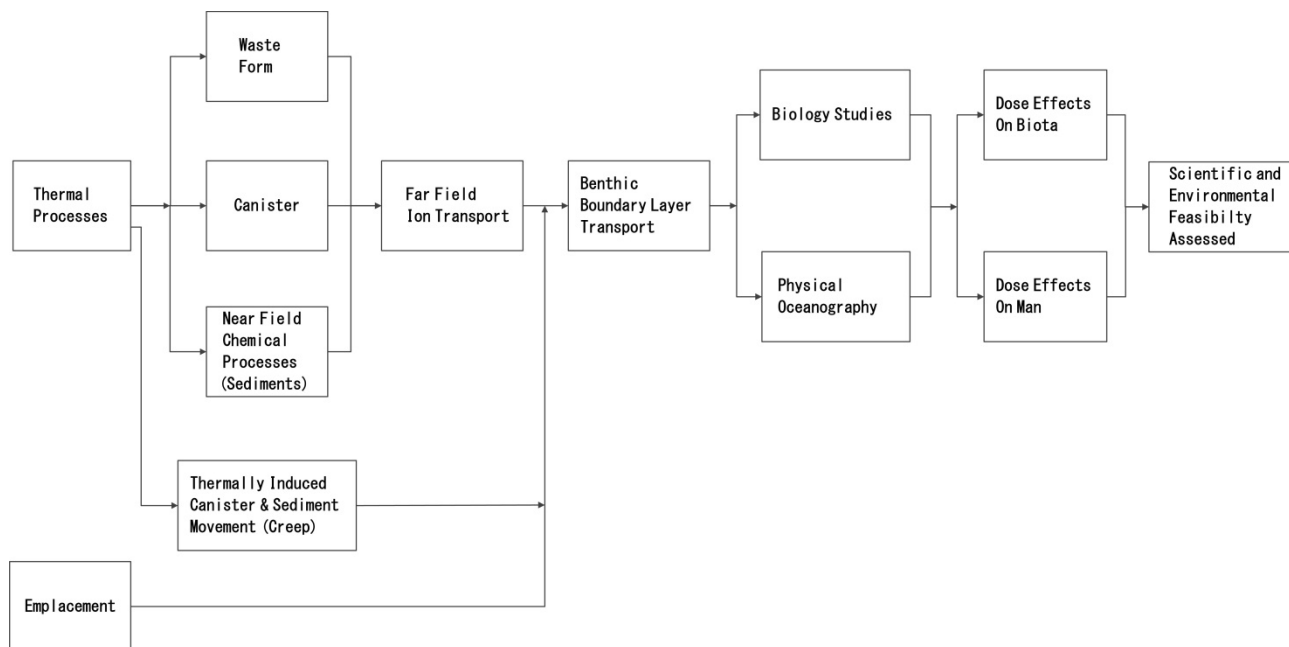 Waste
Form
Thermal
Processes
Canister
Near Field
Chemical
Processes
(Sediments)
Thermally Induced
Canister & Sediment
Movement (Creep)
Emplacement
Far Field
Ion Transport
Benthic
Boundary Layer
Transport
Biology Studies
Physical
Oceanography
Dose Effects
On Biota
Dose Effects
On Man
Scientific and
Environmental
Feasibilty
Assessed